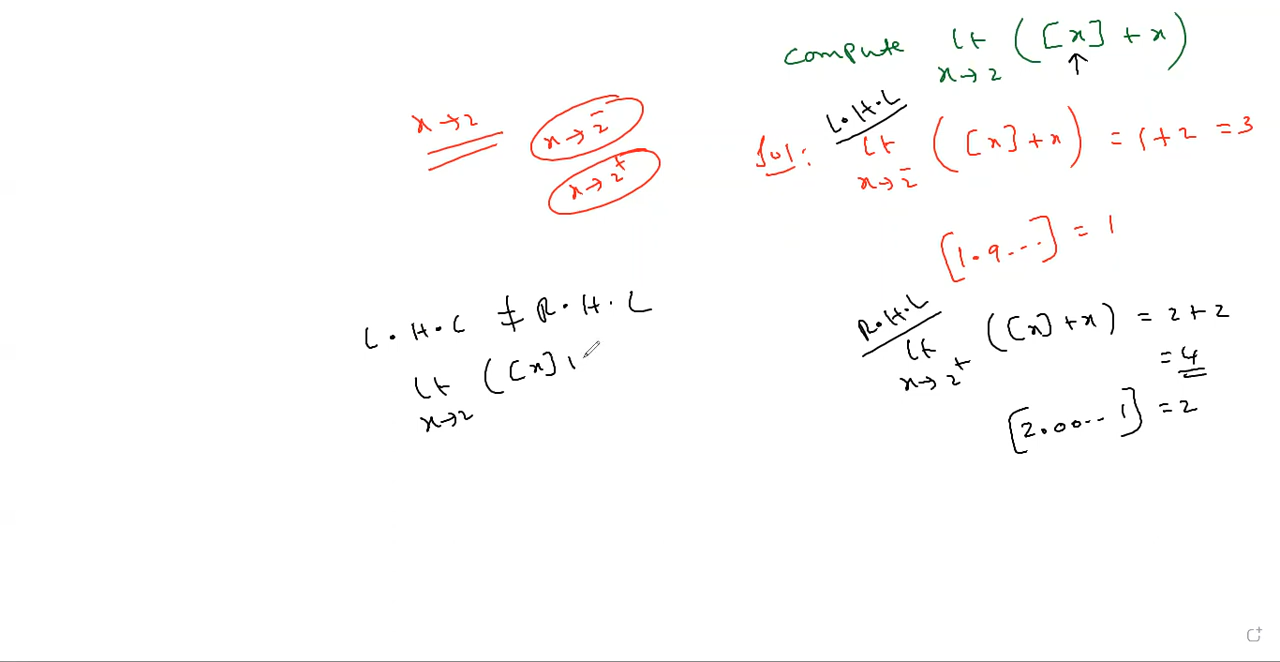 compute lt ([x] + x)
x→2
L.H.L
Sol: lt ([x] + x) = 1 + 2 = 3
x→2⁻
[1.9...] = 1
R.H.L
lt ([x] + x) = 2 + 2
x→2⁺
= 4
[2.00...1] = 2
x→2
x→2⁻
x→2⁺
L.H.L ≠ R.H.L
lt ([x] 
x→2